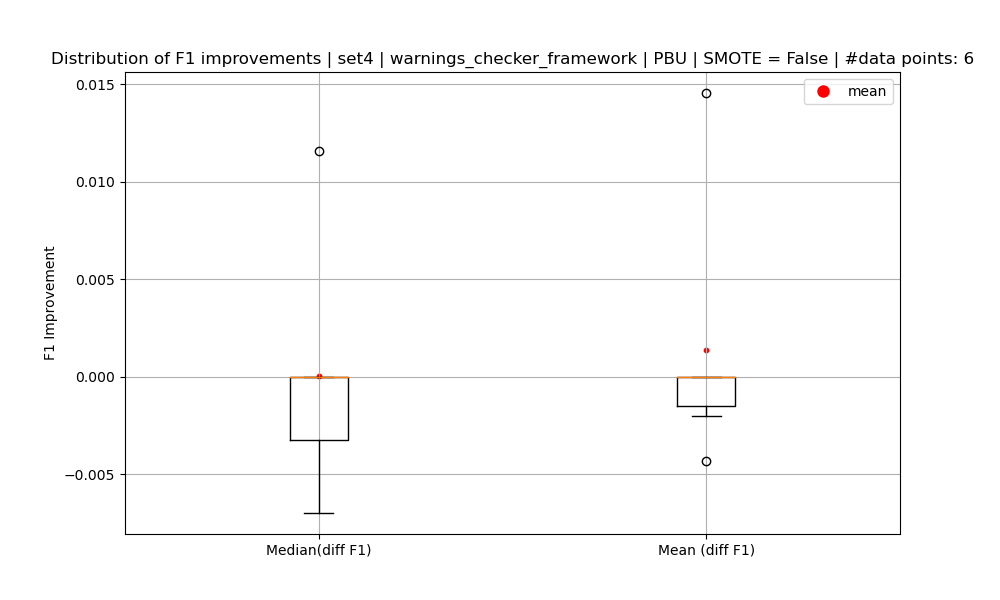 Distribution of F1 improvements | set4 | warnings_checker_framework | PBU | SMOTE = False | #data points: 6
mean
0.015
0.010
0.005
0.000
−0.005
F1 Improvement
Median(diff F1)
Mean (diff F1)